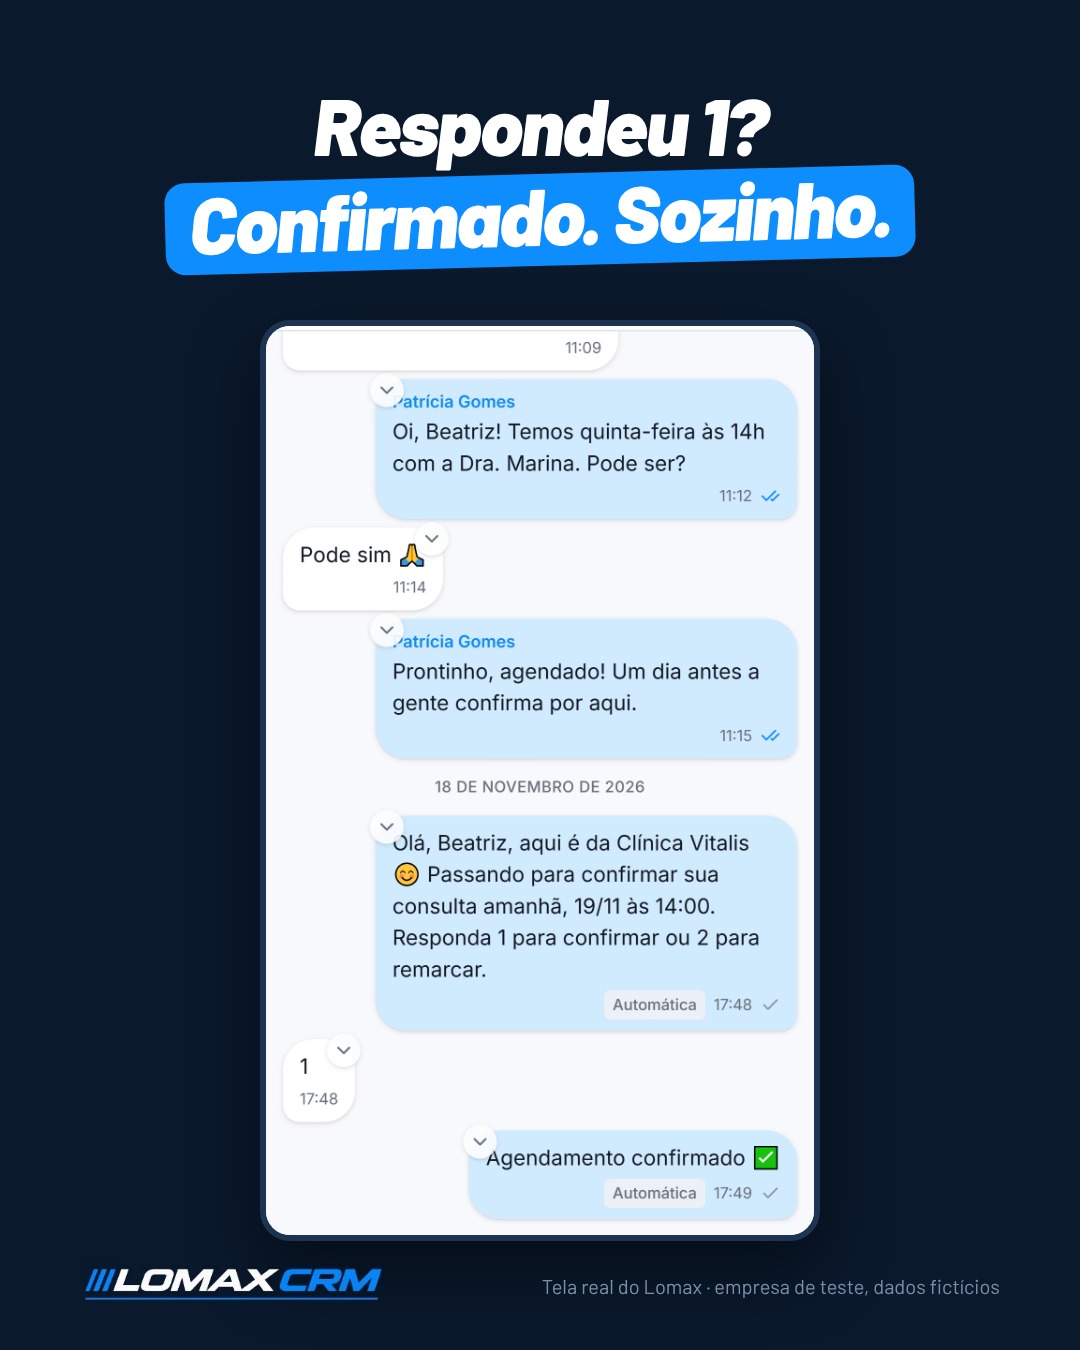 Respondeu 1?
Confirmado. Sozinho.
11:09
Patrícia Gomes
Oi, Beatriz! Temos quinta-feira às 14h
com a Dra. Marina. Pode ser?
11:12
Pode sim 🙏
11:14
Patrícia Gomes
Prontinho, agendado! Um dia antes a
gente confirma por aqui.
11:15
18 DE NOVEMBRO DE 2026
Olá, Beatriz, aqui é da Clínica Vitalis
😊 Passando para confirmar sua
consulta amanhã, 19/11 às 14:00.
Responda 1 para confirmar ou 2 para
remarcar.
Automática 17:48
1
17:48
Agendamento confirmado ✅
Automática 17:49
LOMAX CRM
Tela real do Lomax · empresa de teste, dados fictícios